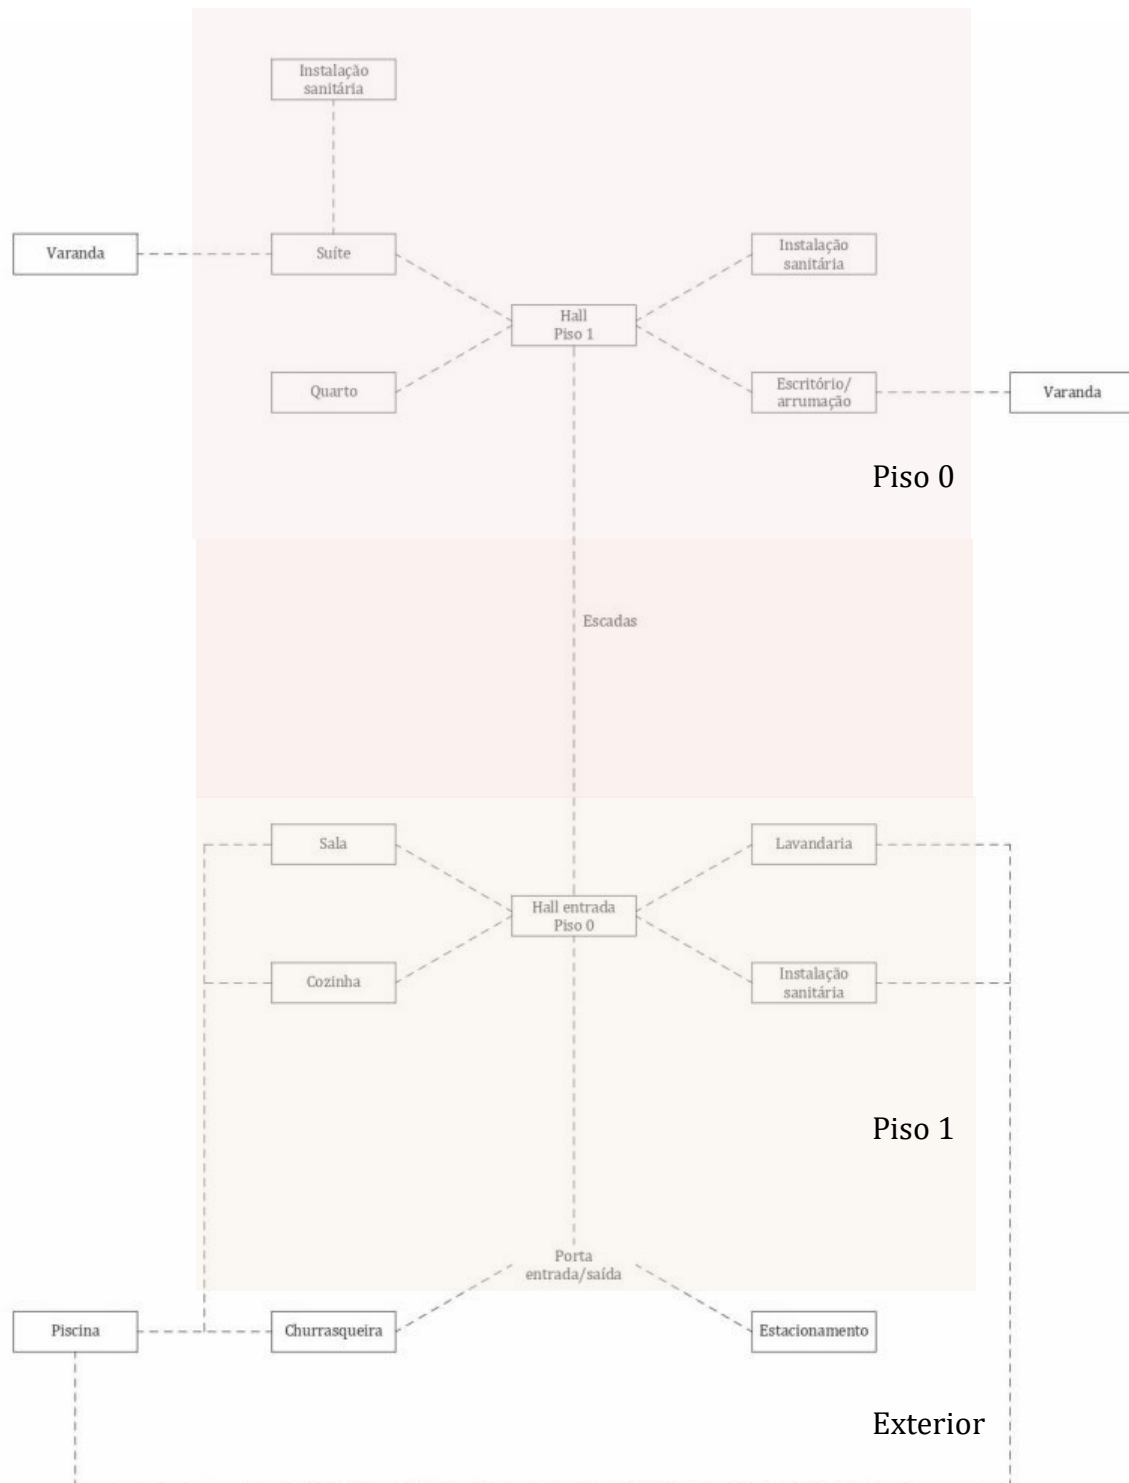 Instalação
sanitária
Varanda
Suíte
Instalação
sanitária
Hall
Piso 1
Quarto
Escritório/
arrumação
Varanda
Piso 0
Escadas
Sala
Lavandaria
Hall entrada
Piso 0
Cozinha
Instalação
sanitária
Piso 1
Porta
entrada/saída
Piscina
Churrasqueira
Estacionamento
Exterior